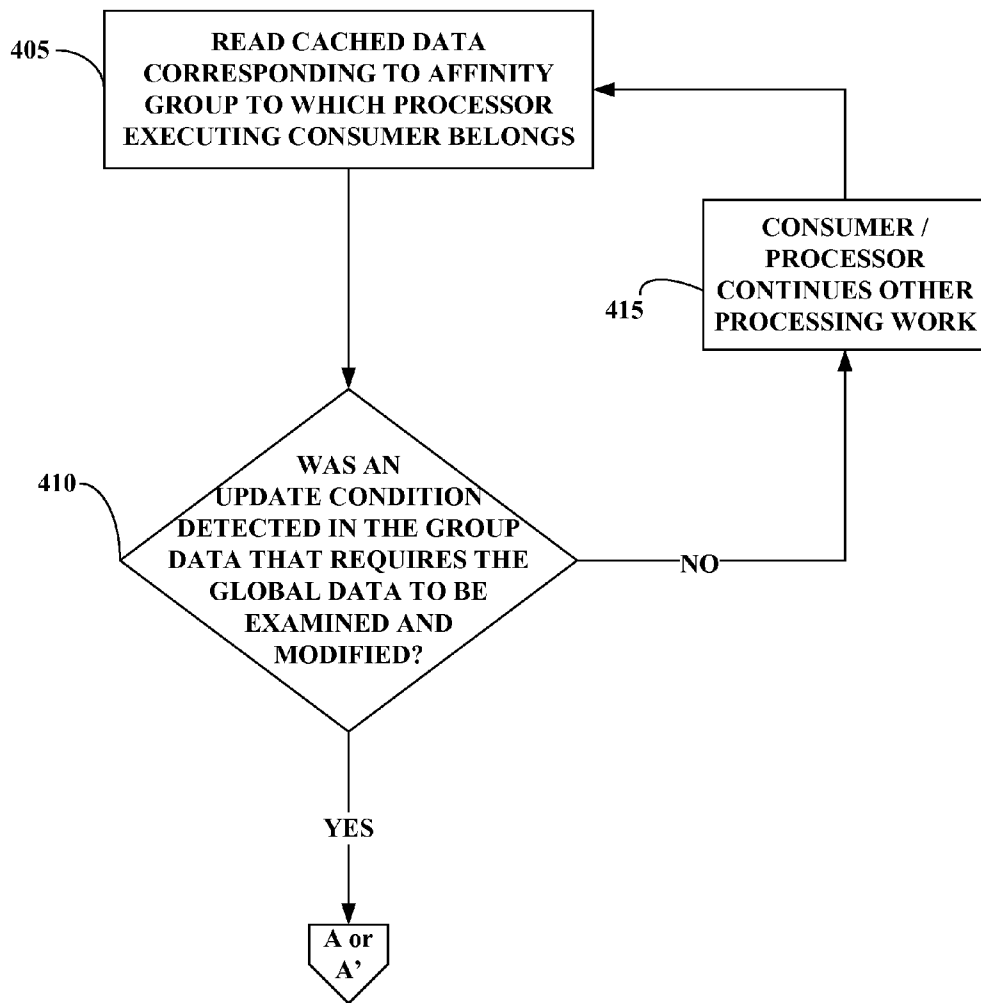 405
READ CACHED DATA
CORRESPONDING TO AFFINITY
GROUP TO WHICH PROCESSOR
EXECUTING CONSUMER BELONGS
CONSUMER /
PROCESSOR
CONTINUES OTHER
PROCESSING WORK
415
410
WAS AN
UPDATE CONDITION
DETECTED IN THE GROUP
DATA THAT REQUIRES THE
GLOBAL DATA TO BE
EXAMINED AND
MODIFIED?
NO
YES
A or
A’